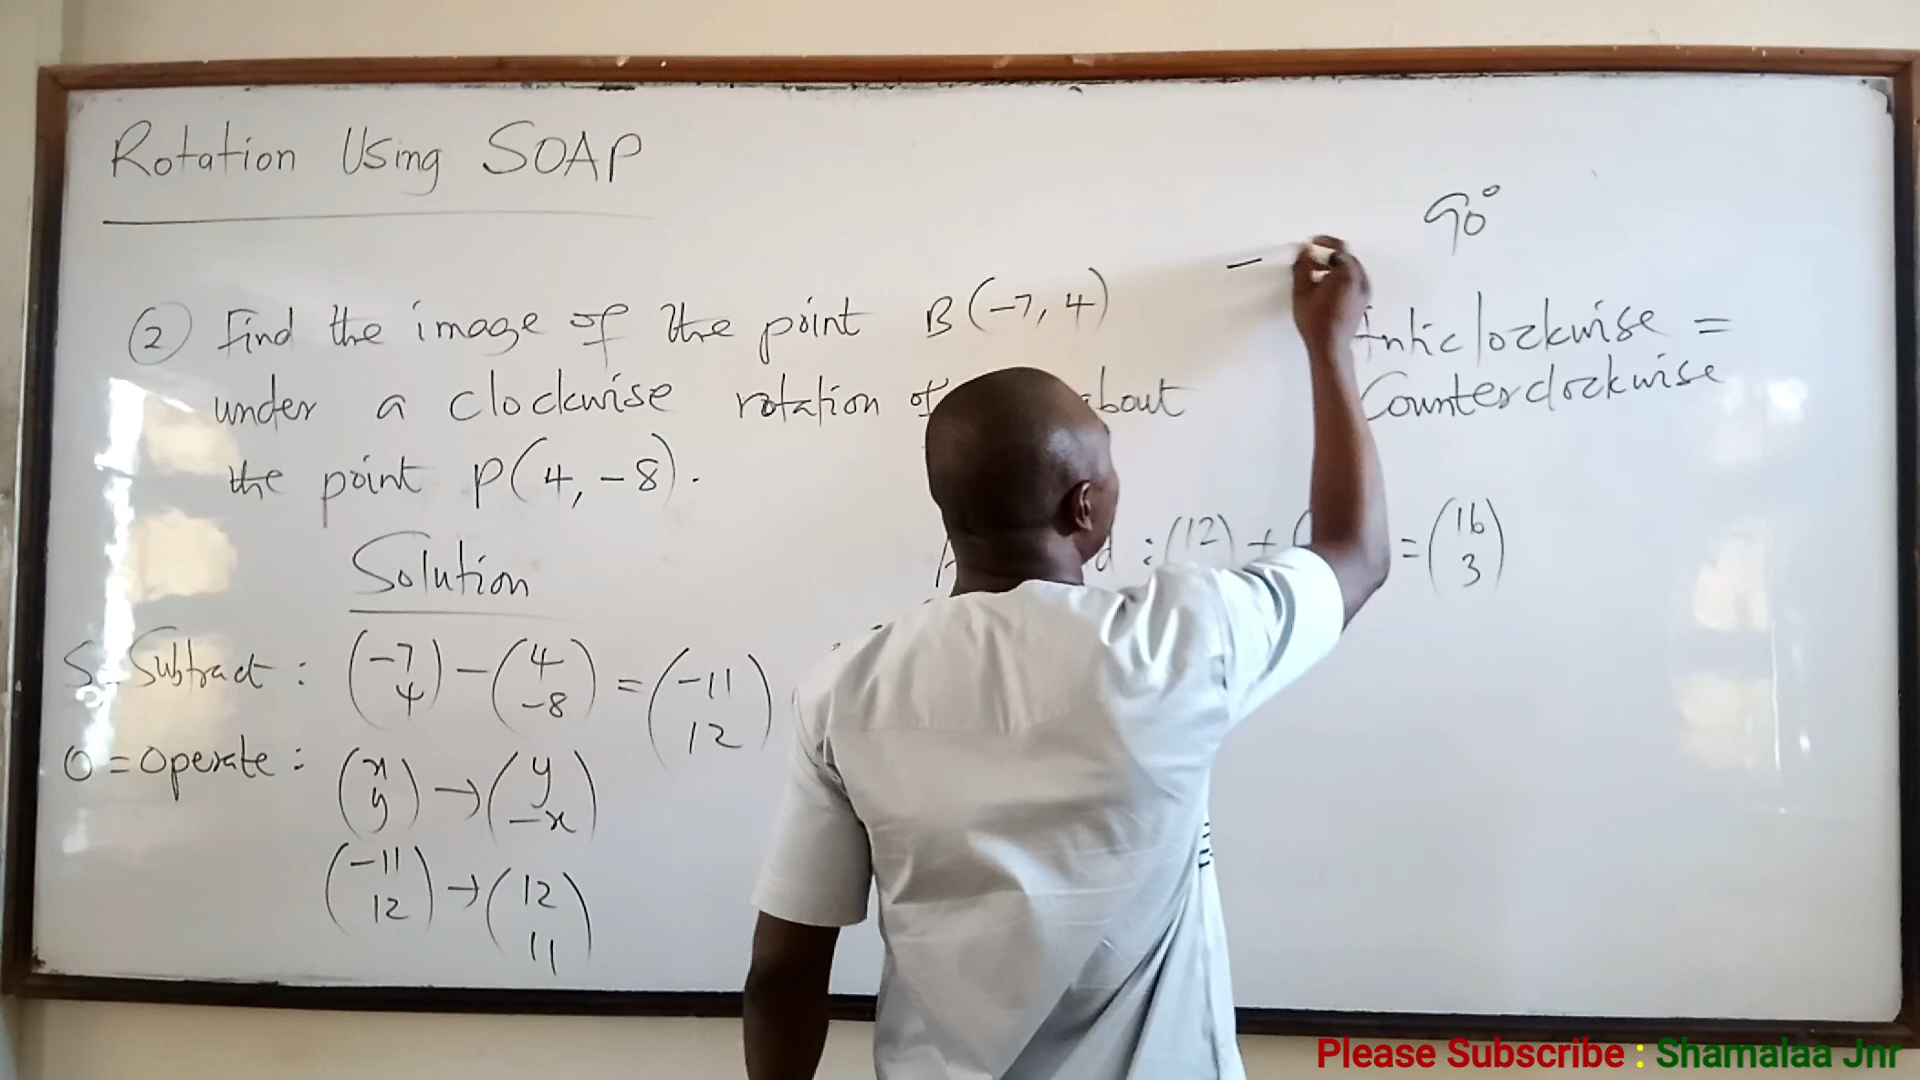 Rotation Using SOAP
② Find the image of the point B(-7, 4)
under a clockwise rotation of about
the point P(4, -8).
Solution
S = Subtract : (-7 4) - (4 -8) = (-11 12)
O = Operate : (x y) → (y -x)
(-11 12) → (12 11)
- 90°
Anticlockwise =
Counterclockwise
: (12) + ( = (16 3)
Please Subscribe : Shamalaa Jnr